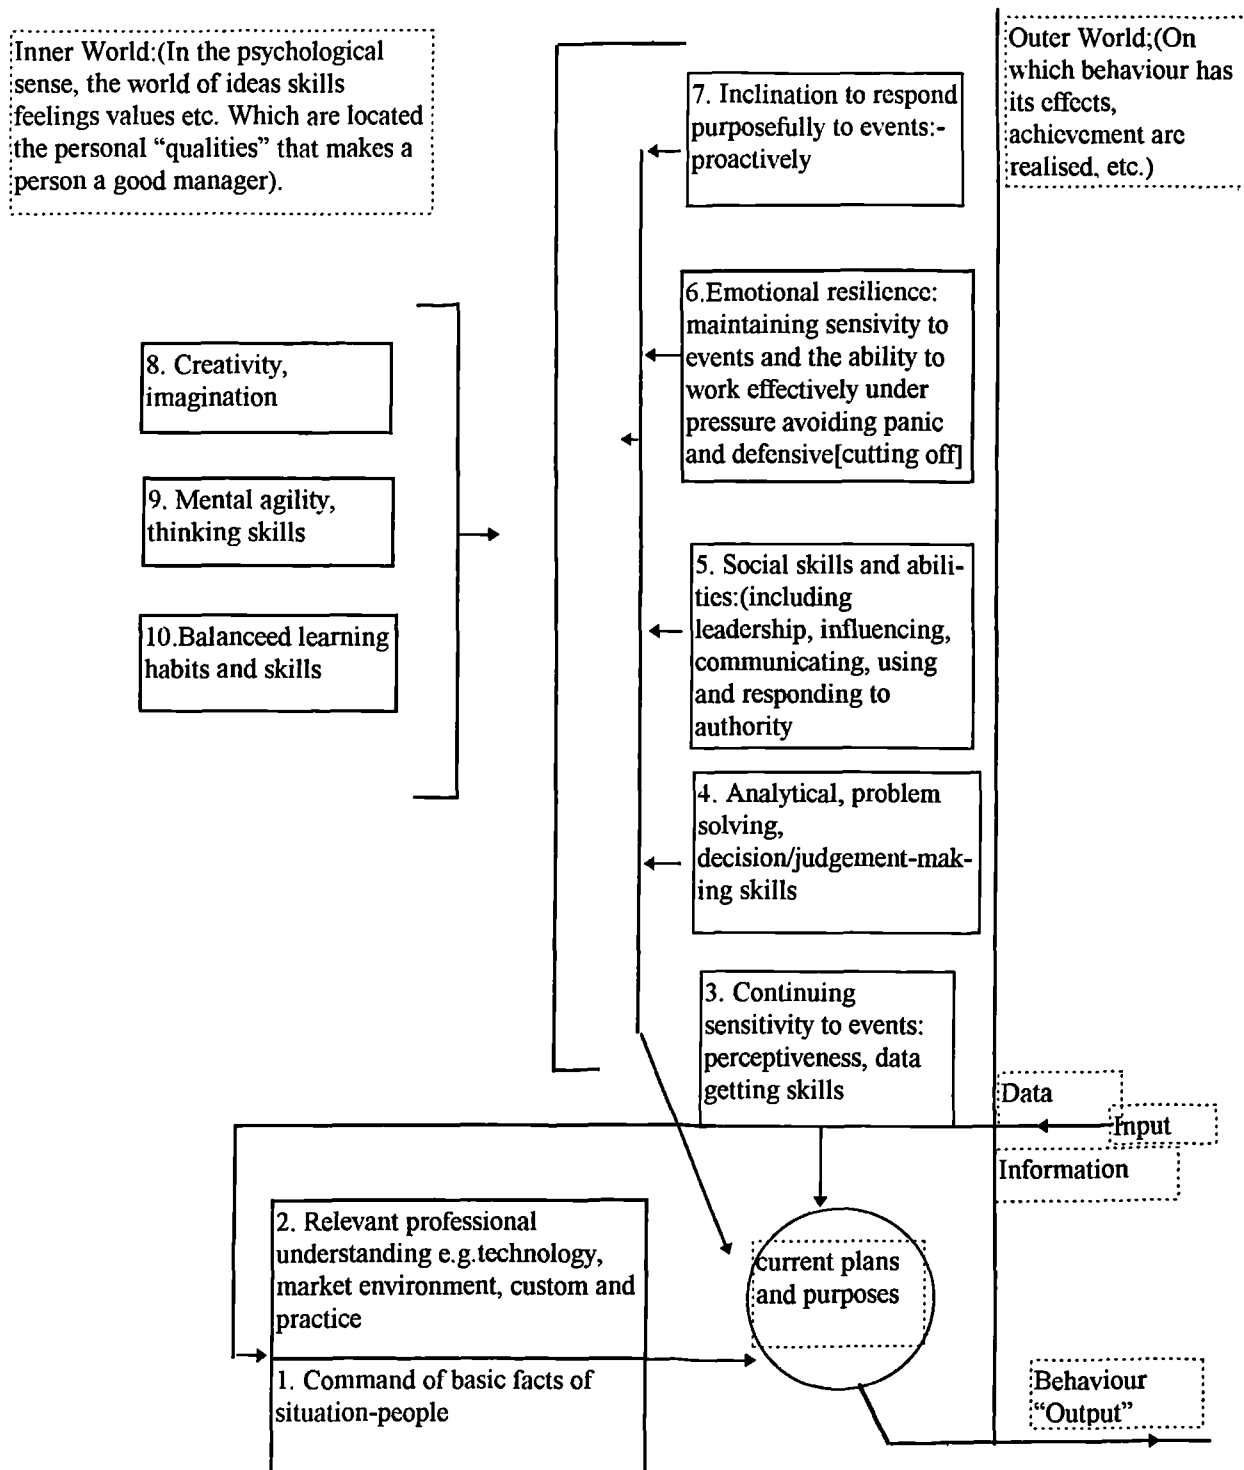 Inner World:(In the psychological
sense, the world of ideas skills
feelings values etc. Which are located
the personal “qualities” that makes a
person a good manager).
Outer World;(On
which behaviour has
its effects,
achievement are
realised, etc.)
7. Inclination to respond
purposefully to events:-
proactively
6.Emotional resilience:
maintaining sensivity to
events and the ability to
work effectively under
pressure avoiding panic
and defensive[cutting off]
8. Creativity,
imagination
9. Mental agility,
thinking skills
10.Balanceed learning
habits and skills
5. Social skills and abili-
ties:(including
leadership, influencing,
communicating, using
and responding to
authority
4. Analytical, problem
solving,
decision/judgement-mak-
ing skills
3. Continuing
sensitivity to events:
perceptiveness, data
getting skills
Data
Input
Information
2. Relevant professional
understanding e.g.technology,
market environment, custom and
practice
1. Command of basic facts of
situation-people
current plans
and purposes
Behaviour
“Output”